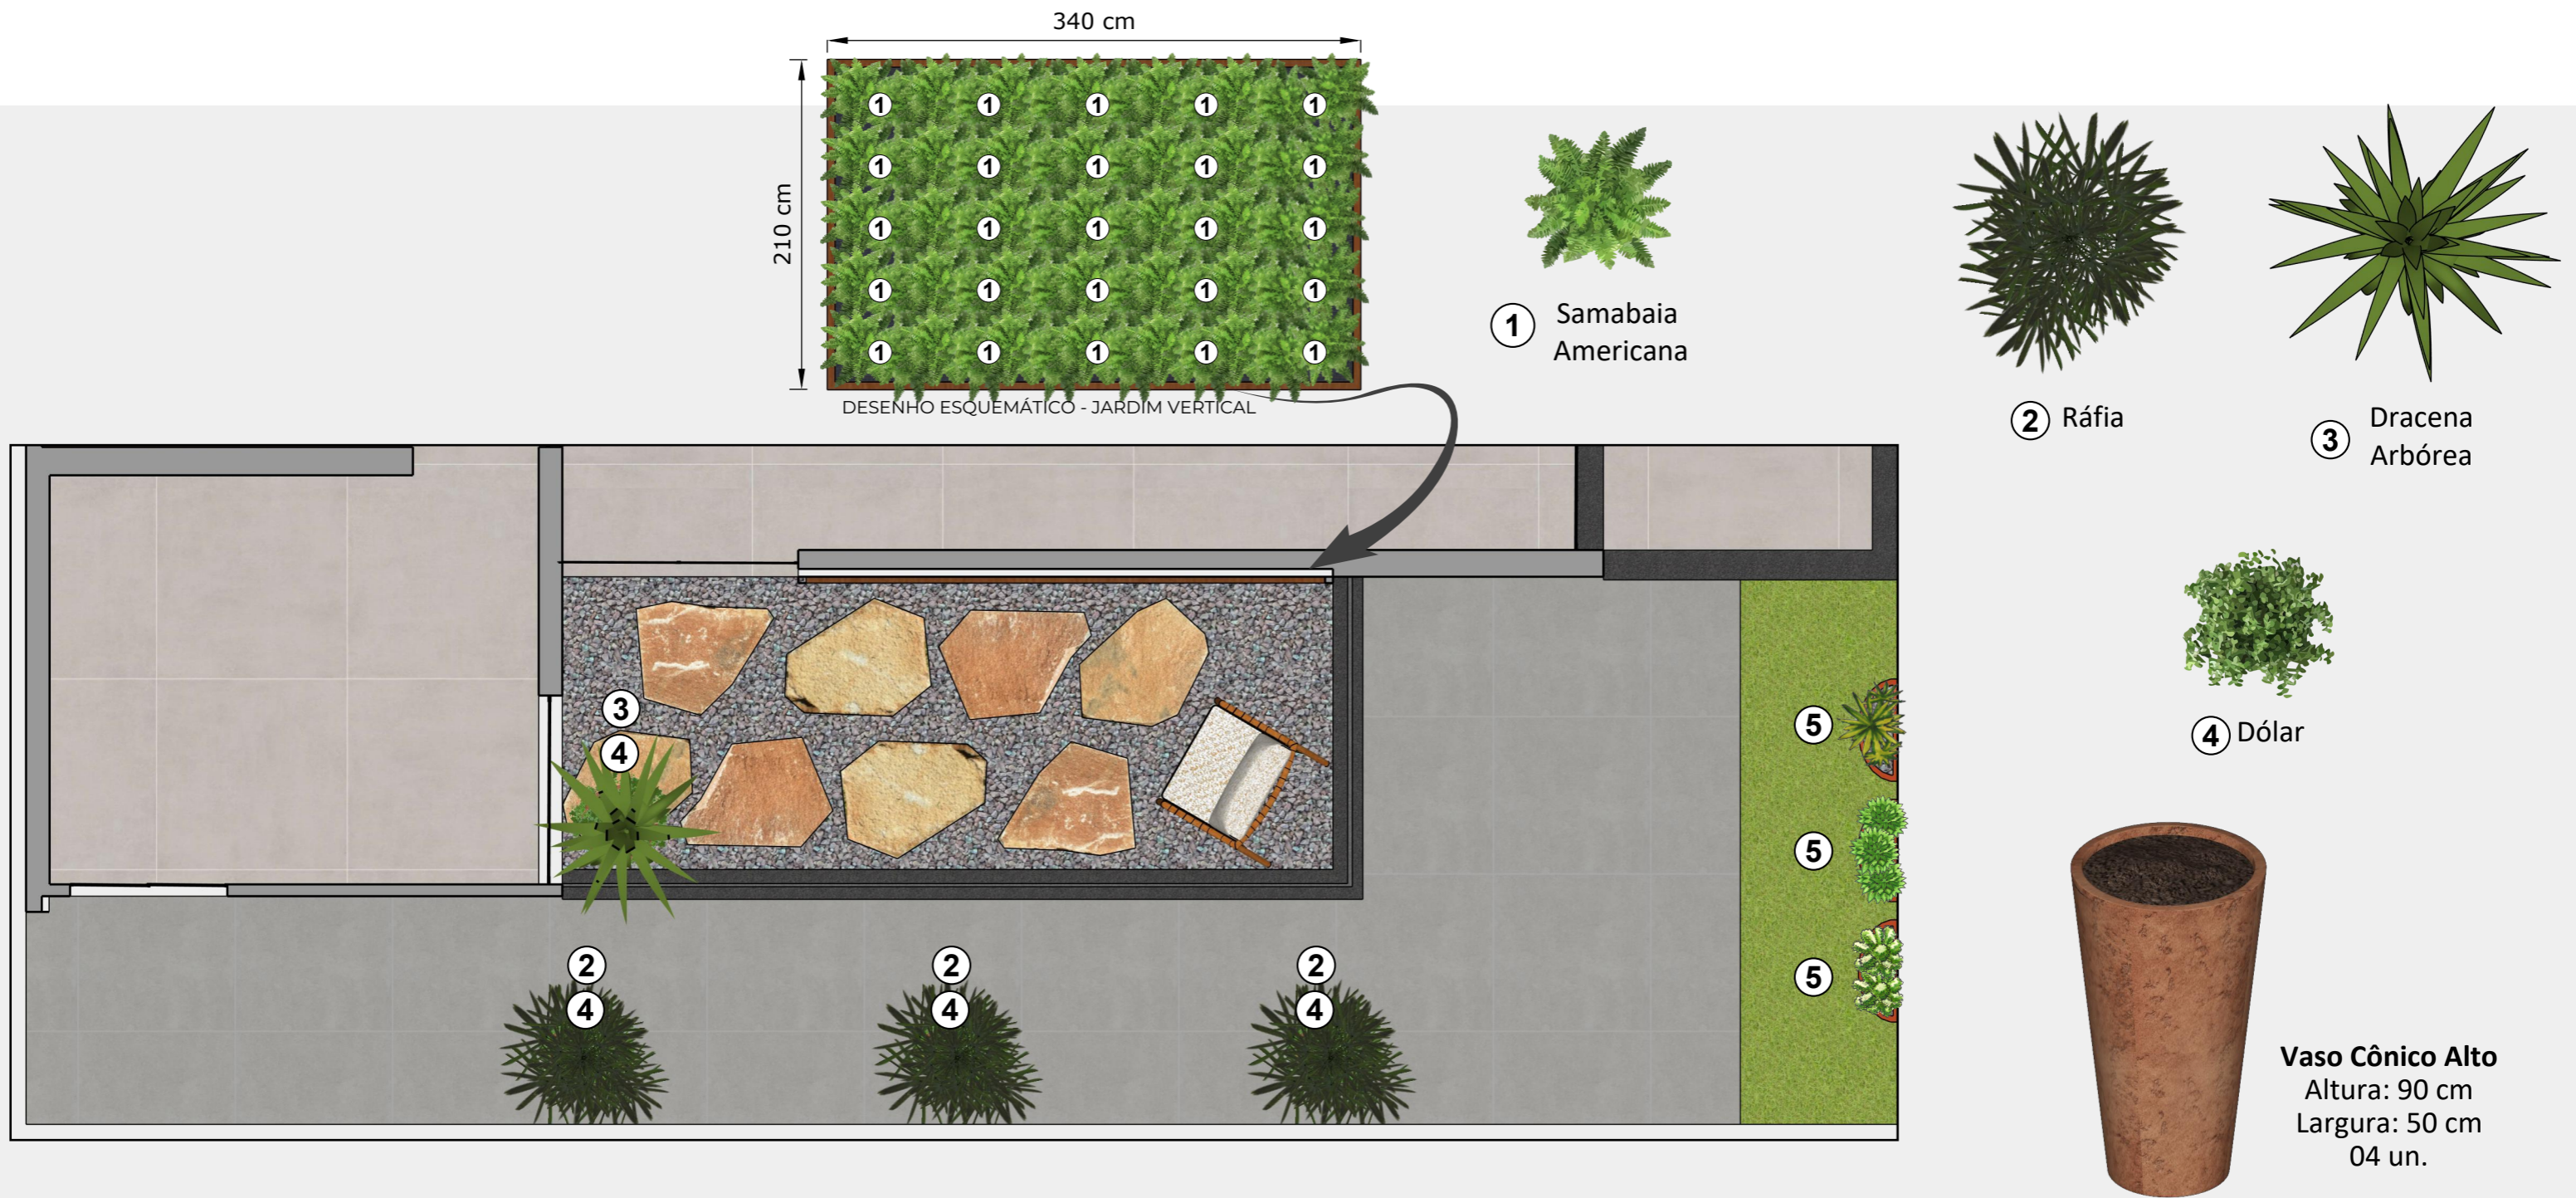 340 cm
210 cm
1 1 1 1 1
1 1 1 1 1
1 1 1 1 1
1 1 1 1 1
1 1 1 1 1
DESENHO ESQUEMÁTICO - JARDIM VERTICAL
1 Samabaia
Americana
2 Ráfia
3 Dracena
Arbórea
4 Dólar
3
4
5
5
5
2 2 2
4 4 4
Vaso Cônico Alto
Altura: 90 cm
Largura: 50 cm
04 un.